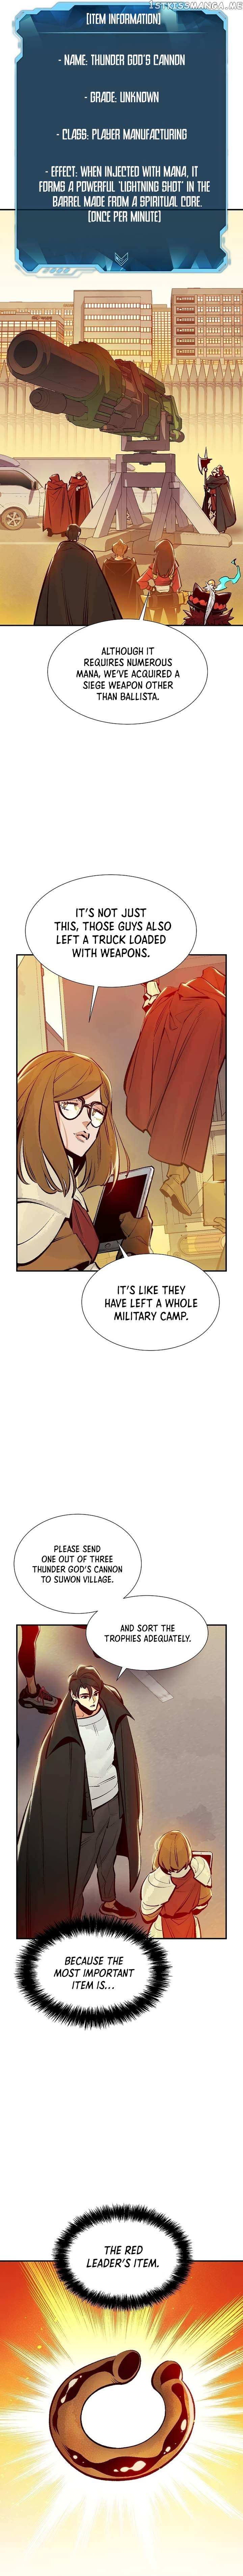 1STKISSMANGA.ME
[ITEM INFORMATION]
- NAME: THUNDER GOD'S CANNON
- GRADE: UNKNOWN
- CLASS: PLAYER MANUFACTURING
- EFFECT: WHEN INJECTED WITH MANA, IT
FORMS A POWERFUL 'LIGHTNING SHOT' IN THE
BARREL MADE FROM A SPIRITUAL CORE.
[ONCE PER MINUTE]
ALTHOUGH IT
REQUIRES NUMEROUS
MANA, WE'VE ACQUIRED A
SIEGE WEAPON OTHER
THAN BALLISTA.
IT'S NOT JUST
THIS, THOSE GUYS ALSO
LEFT A TRUCK LOADED
WITH WEAPONS.
IT'S LIKE THEY
HAVE LEFT A WHOLE
MILITARY CAMP.
PLEASE SEND
ONE OUT OF THREE
THUNDER GOD'S CANNON
TO SUWON VILLAGE.
AND SORT THE
TROPHIES ADEQUATELY.
BECAUSE THE
MOST IMPORTANT
ITEM IS...
THE RED
LEADER'S ITEM.